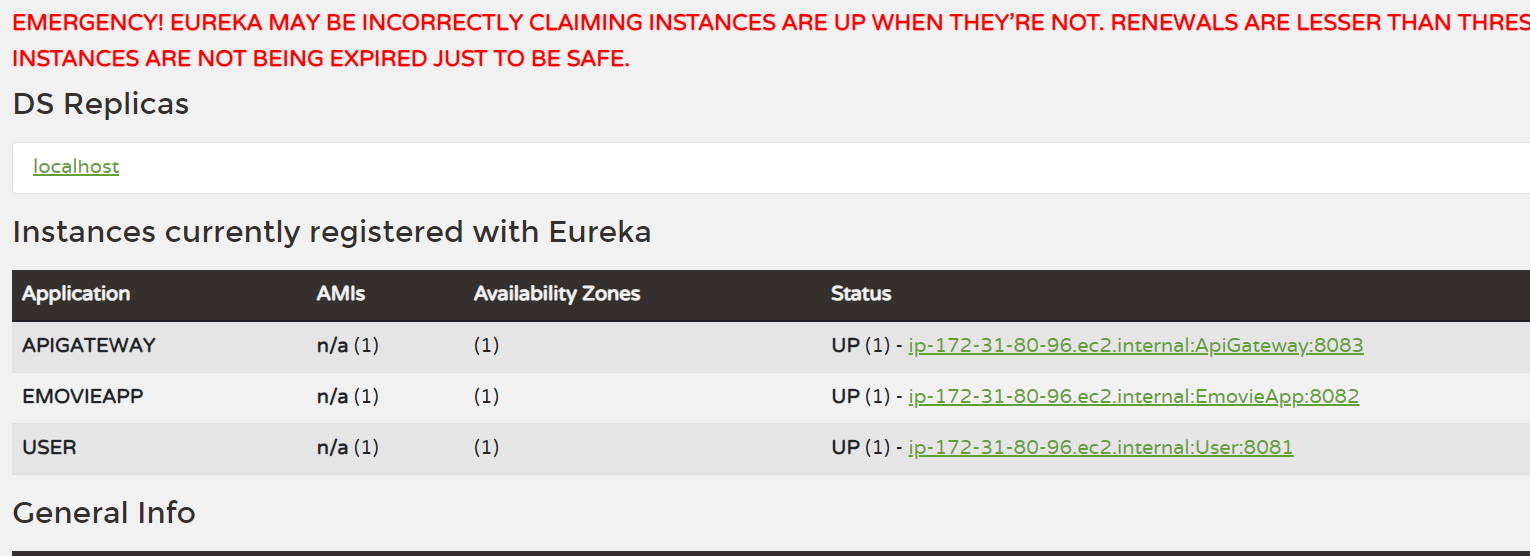 EMERGENCY! EUREKA MAY BE INCORRECTLY CLAIMING INSTANCES ARE UP WHEN THEY'RE NOT. RENEWALS ARE LESSER THAN THRES
INSTANCES ARE NOT BEING EXPIRED JUST TO BE SAFE.
DS Replicas
localhost
Instances currently registered with Eureka
Application AMIs Availability Zones Status
APIGATEWAY n/a (1) (1) UP (1) - ip-172-31-80-96.ec2.internal:ApiGateway:8083
EMOVIEAPP n/a (1) (1) UP (1) - ip-172-31-80-96.ec2.internal:EmovieApp:8082
USER n/a (1) (1) UP (1) - ip-172-31-80-96.ec2.internal:User:8081
General Info